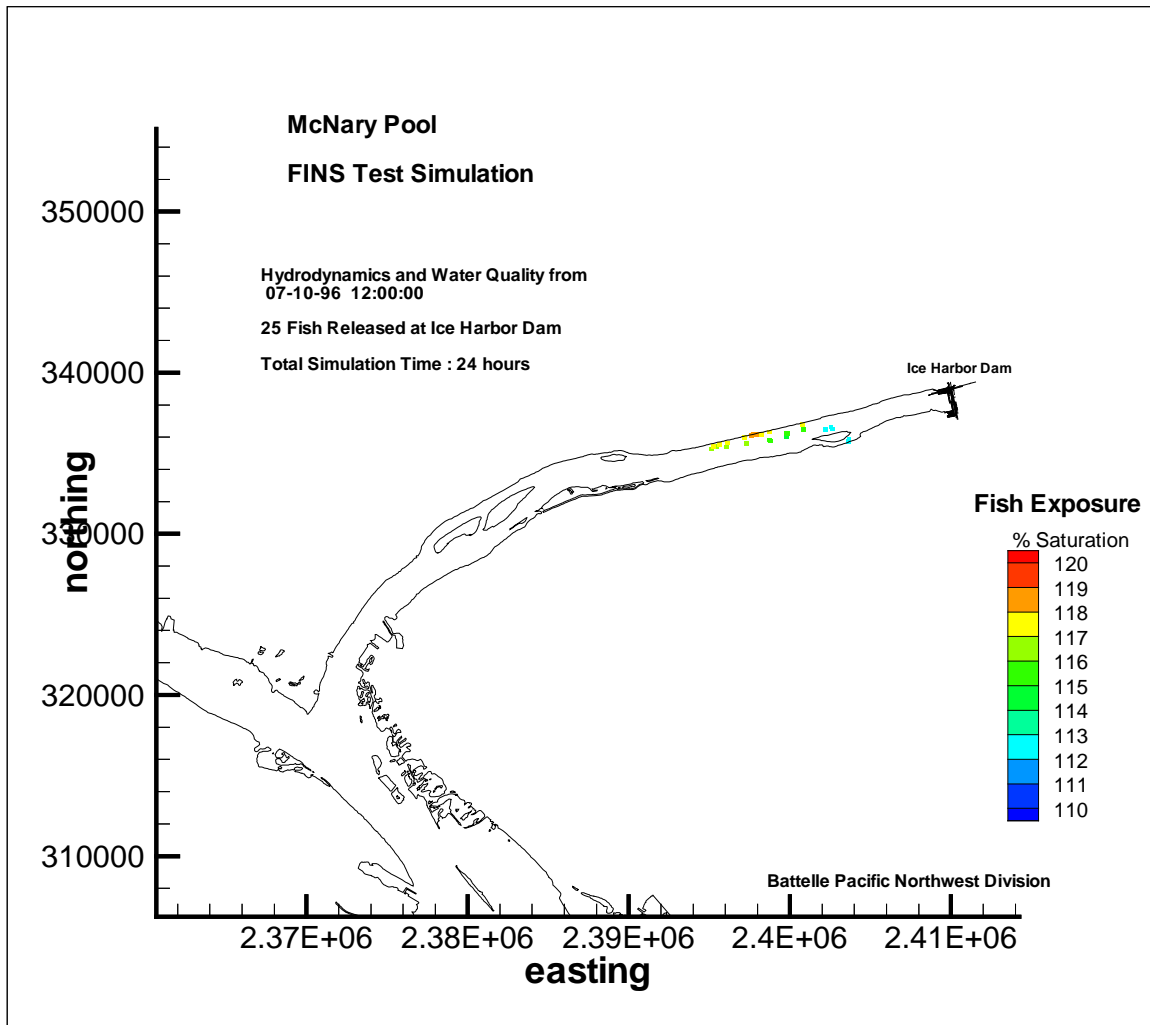 McNary Pool
FINS Test Simulation
Hydrodynamics and Water Quality from
07-10-96 12:00:00
25 Fish Released at Ice Harbor Dam
Total Simulation Time : 24 hours
Ice Harbor Dam
northing
350000
340000
330000
320000
310000
Fish Exposure
% Saturation
120
119
118
117
116
115
114
113
112
111
110
Battelle Pacific Northwest Division
2.37E+06 2.38E+06 2.39E+06 2.4E+06 2.41E+06
easting